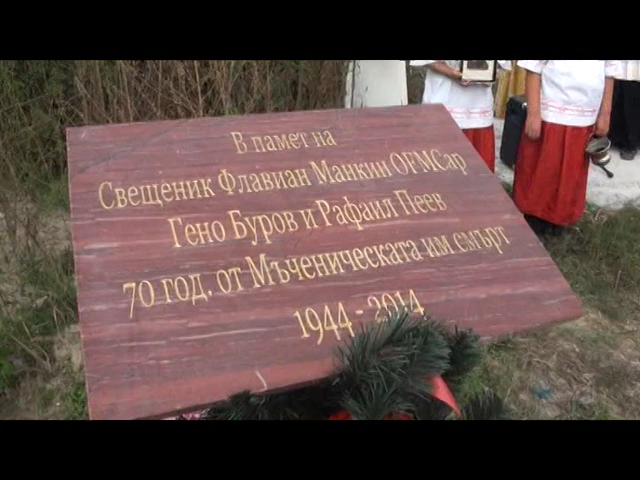 В памет на
Свещеник Флавиан Манкин OFMCap
Гено Буров и Рафаил Пеев
70 год. от Мъченическата им смърт
1944 - 2014